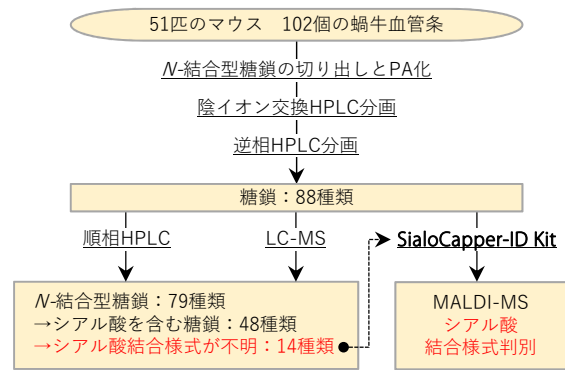 51匹のマウス　102個の蝸牛血管条
N-結合型糖鎖の切り出しとPA化
陰イオン交換HPLC分画
逆相HPLC分画
糖鎖：88種類
順相HPLC
LC-MS
SialoCapper-ID Kit
N-結合型糖鎖：79種類
→シアル酸を含む糖鎖：48種類
→シアル酸結合様式が不明：14種類
MALDI-MS
シアル酸
結合様式判別